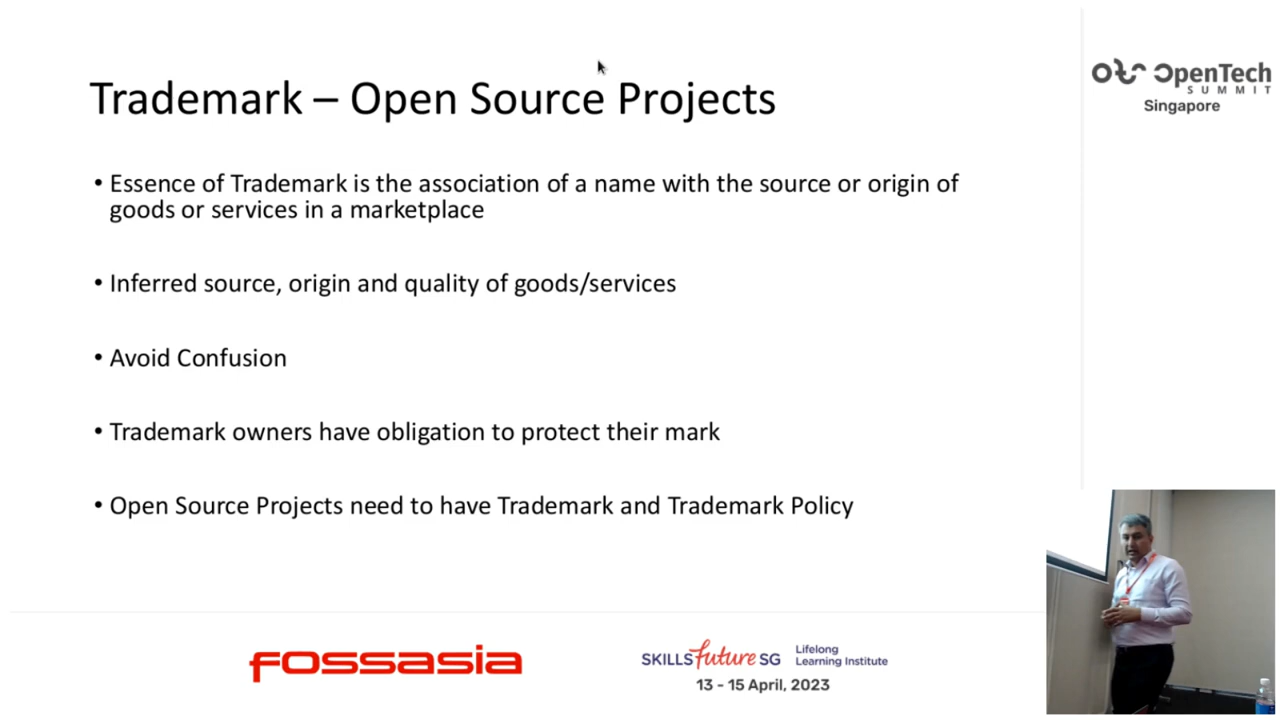 Trademark – Open Source Projects
• Essence of Trademark is the association of a name with the source or origin of
goods or services in a marketplace
• Inferred source, origin and quality of goods/services
• Avoid Confusion
• Trademark owners have obligation to protect their mark
• Open Source Projects need to have Trademark and Trademark Policy
OpenTech
SUMMIT
Singapore
fossasia
SKILLSfuture SG
Lifelong
Learning Institute
13 - 15 April, 2023